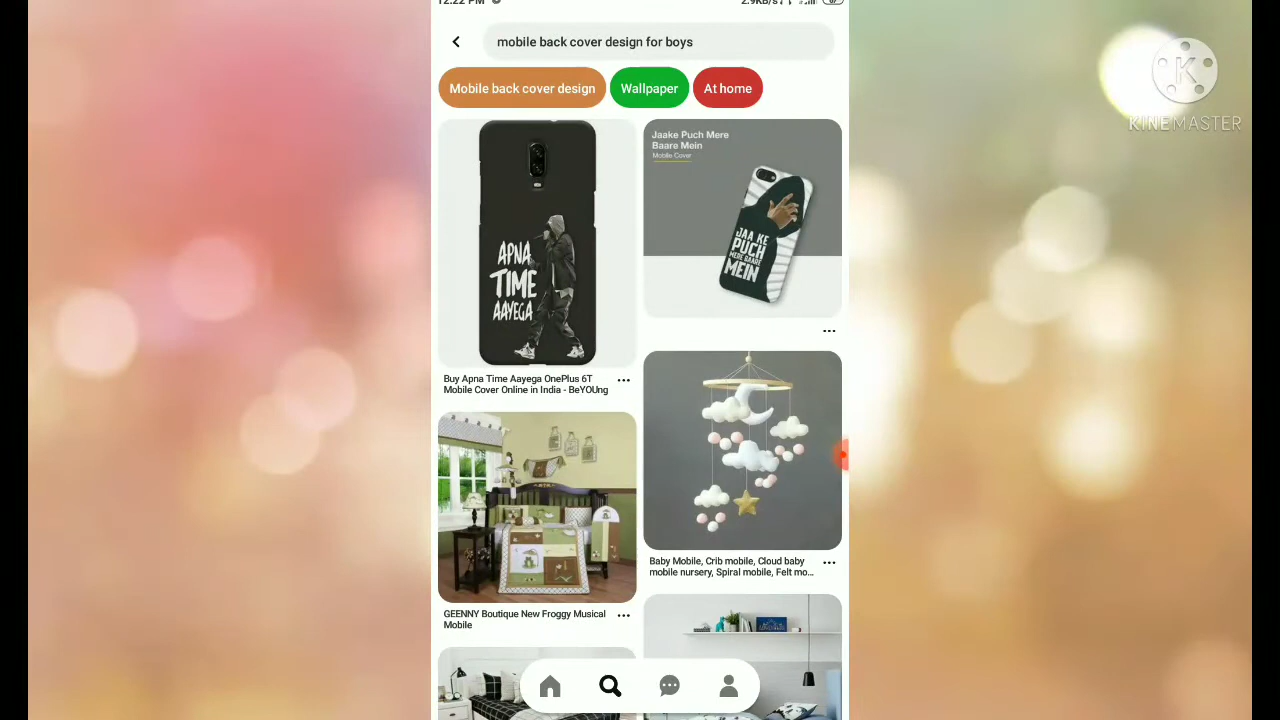 12:22 PM
2.9KB/s
mobile back cover design for boys
Mobile back cover design
Wallpaper
At home
KINEMASTER
APNA
TIME
AAYEGA
Jaake Puch Mere
Baare Mein
Mobile Cover
JAA KE
PUCH
MERE BAARE
MEIN
Buy Apna Time Aayega OnePlus 6T
Mobile Cover Online in India - BeYOUng
Baby Mobile, Crib mobile, Cloud baby
mobile nursery, Spiral mobile, Felt mo...
GEENNY Boutique New Froggy Musical
Mobile